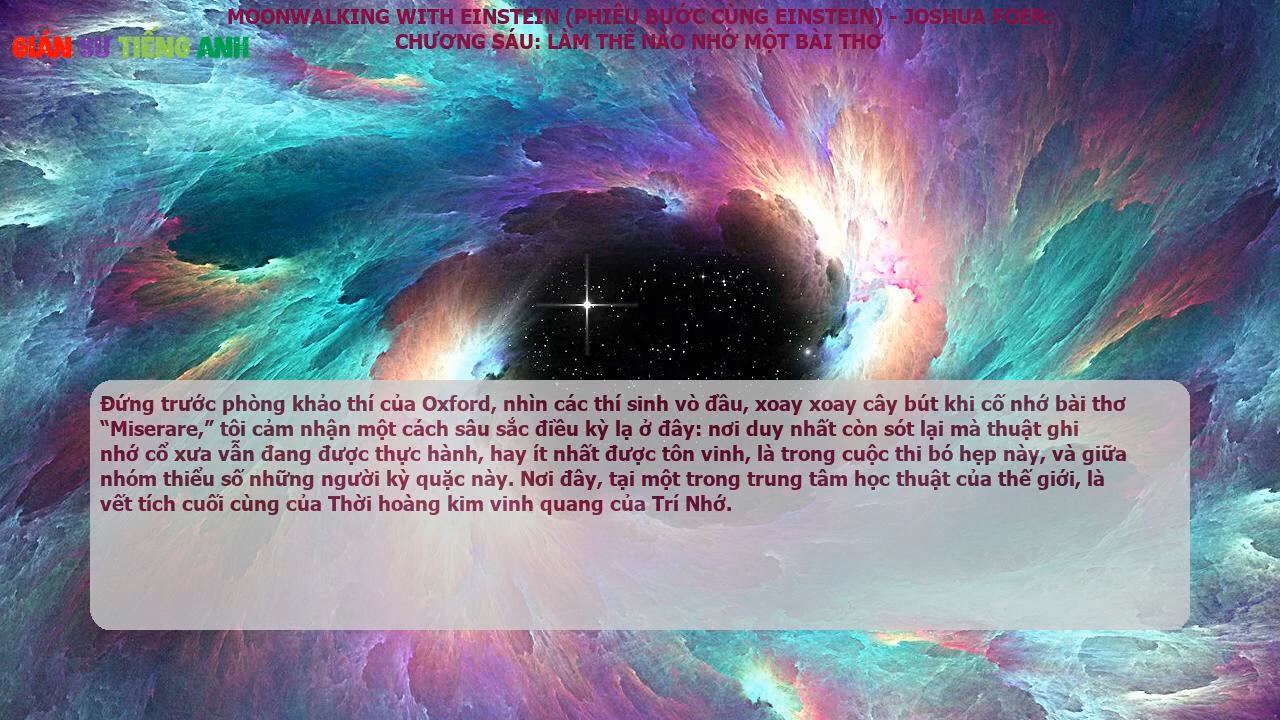 MOONWALKING WITH EINSTEIN (PHIÊU BƯỚC CÙNG EINSTEIN) - JOSHUA FOER:
CHƯƠNG SÁU: LÀM THẾ NÀO NHỚ MỘT BÀI THƠ
GIÁN SỨ TIẾNG ANH
Đứng trước phòng khảo thí của Oxford, nhìn các thí sinh vò đầu, xoay xoay cây bút khi cố nhớ bài thơ
“Miserare,” tôi cảm nhận một cách sâu sắc điều kỳ lạ ở đây: nơi duy nhất còn sót lại mà thuật ghi
nhớ cổ xưa vẫn đang được thực hành, hay ít nhất được tôn vinh, là trong cuộc thi bó hẹp này, và giữa
nhóm thiểu số những người kỳ quặc này. Nơi đây, tại một trong trung tâm học thuật của thế giới, là
vết tích cuối cùng của Thời hoàng kim vinh quang của Trí Nhớ.